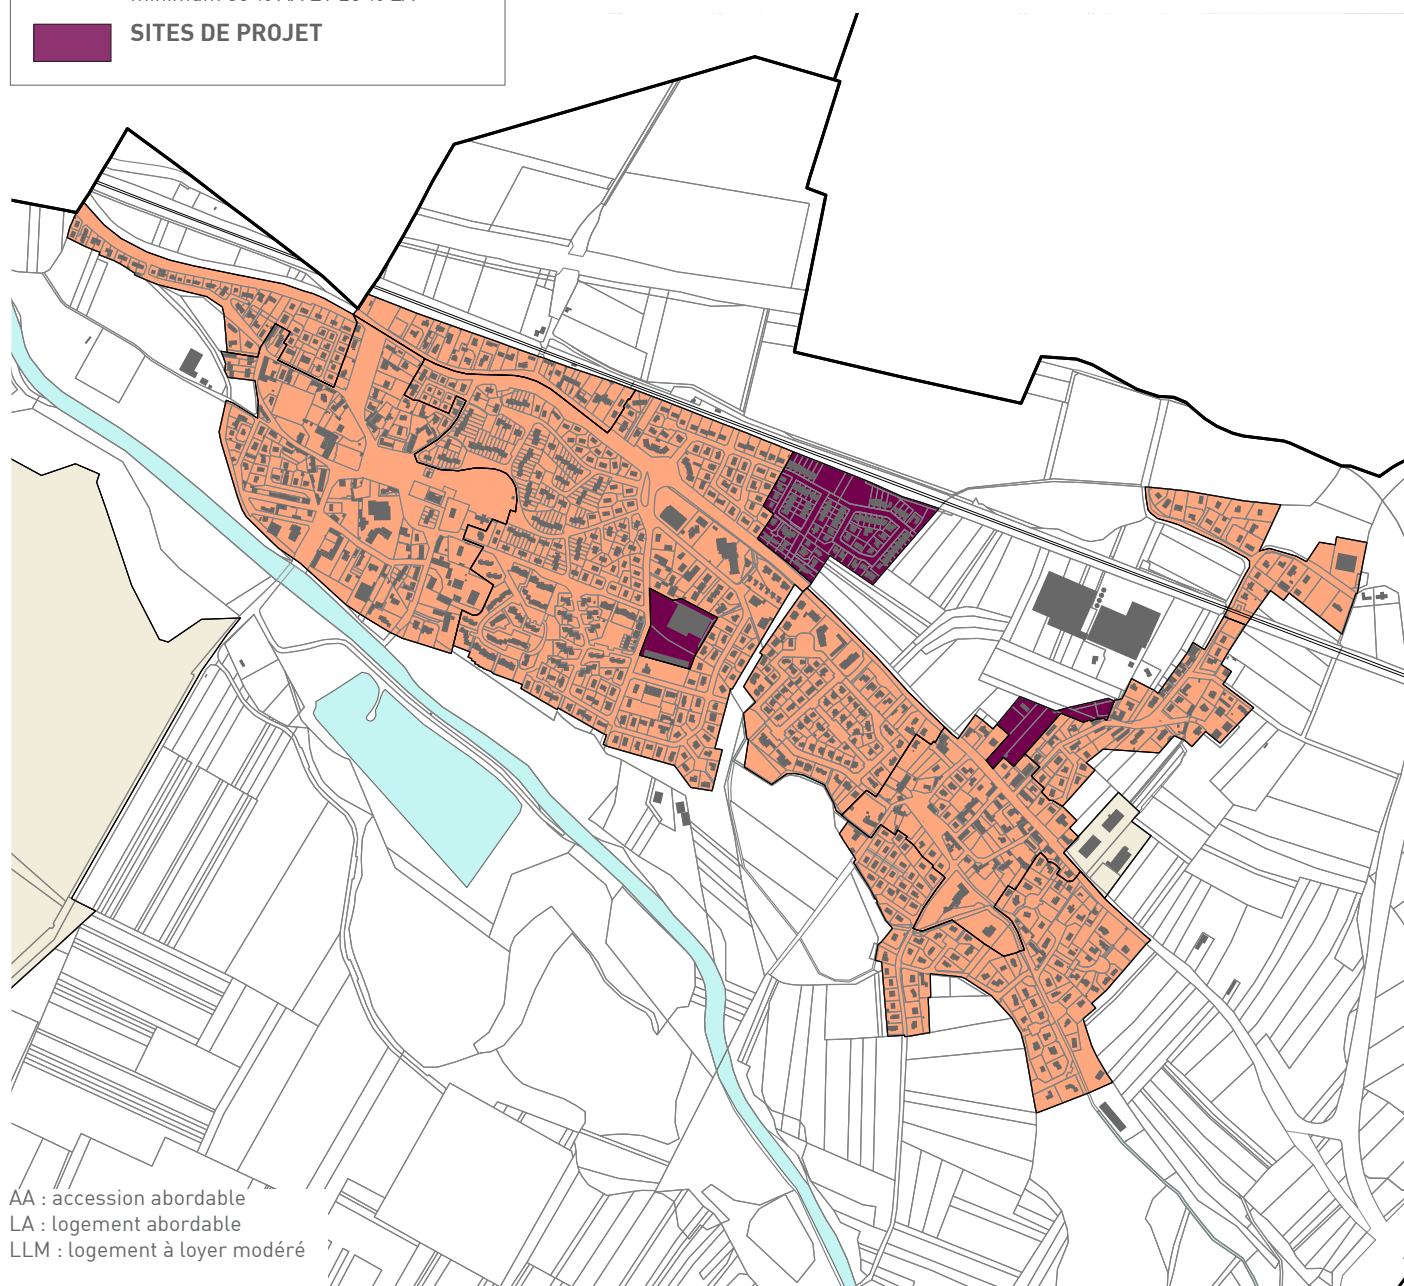 SITES DE PROJET
AA : accession abordable
LA : logement abordable
LLM : logement à loyer modéré